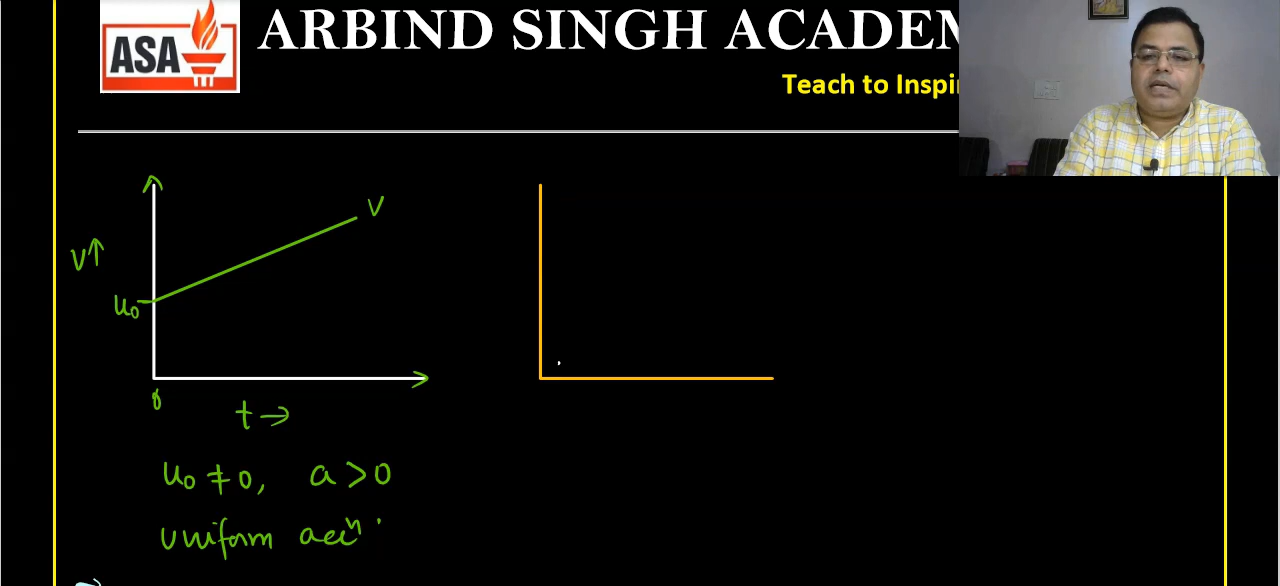 ASA
ARBIND SINGH ACADEM
Teach to Inspi
V↑
V
u₀
0
t →
u₀ ≠ 0, a > 0
uniform accⁿ.